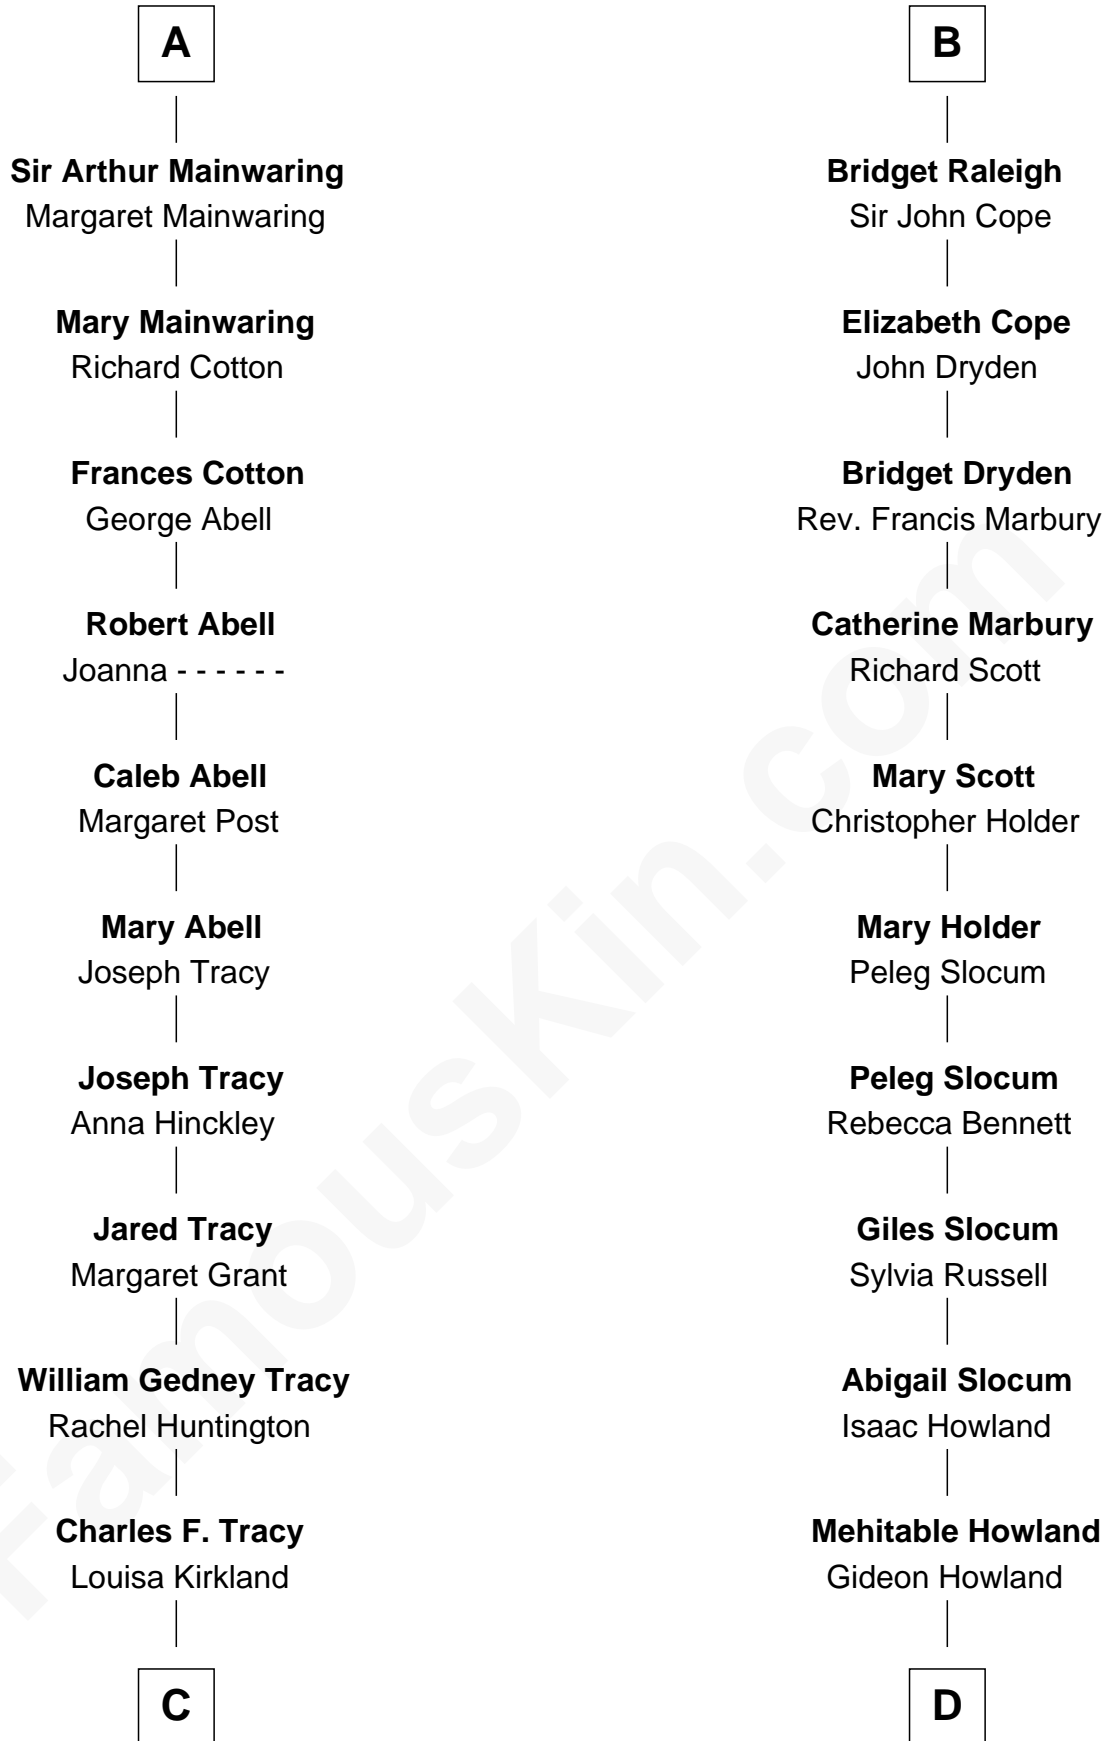 A
Sir Arthur Mainwaring
Margaret Mainwaring
Mary Mainwaring
Richard Cotton
Frances Cotton
George Abell
Robert Abell
Joanna - - - - - -
Caleb Abell
Margaret Post
Mary Abell
Joseph Tracy
Joseph Tracy
Anna Hinckley
Jared Tracy
Margaret Grant
William Gedney Tracy
Rachel Huntington
Charles F. Tracy
Louisa Kirkland
C
B
Bridget Raleigh
Sir John Cope
Elizabeth Cope
John Dryden
Bridget Dryden
Rev. Francis Marbury
Catherine Marbury
Richard Scott
Mary Scott
Christopher Holder
Mary Holder
Peleg Slocum
Peleg Slocum
Rebecca Bennett
Giles Slocum
Sylvia Russell
Abigail Slocum
Isaac Howland
Mehitable Howland
Gideon Howland
D
FamousKin.com